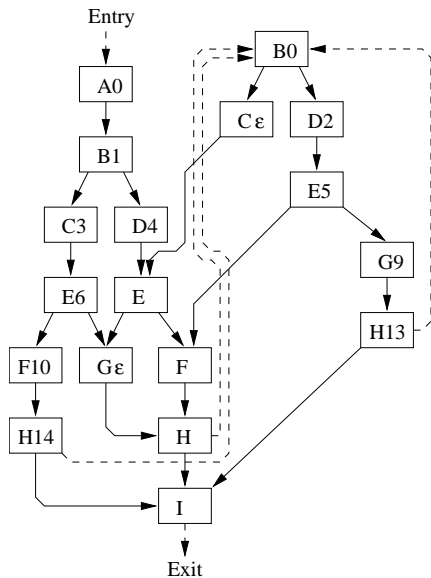 Entry
B0
A0
Cε D2
B1
E5
C3 D4
G9
E6 E
H13
F10 Gε F
H14 H
I
Exit